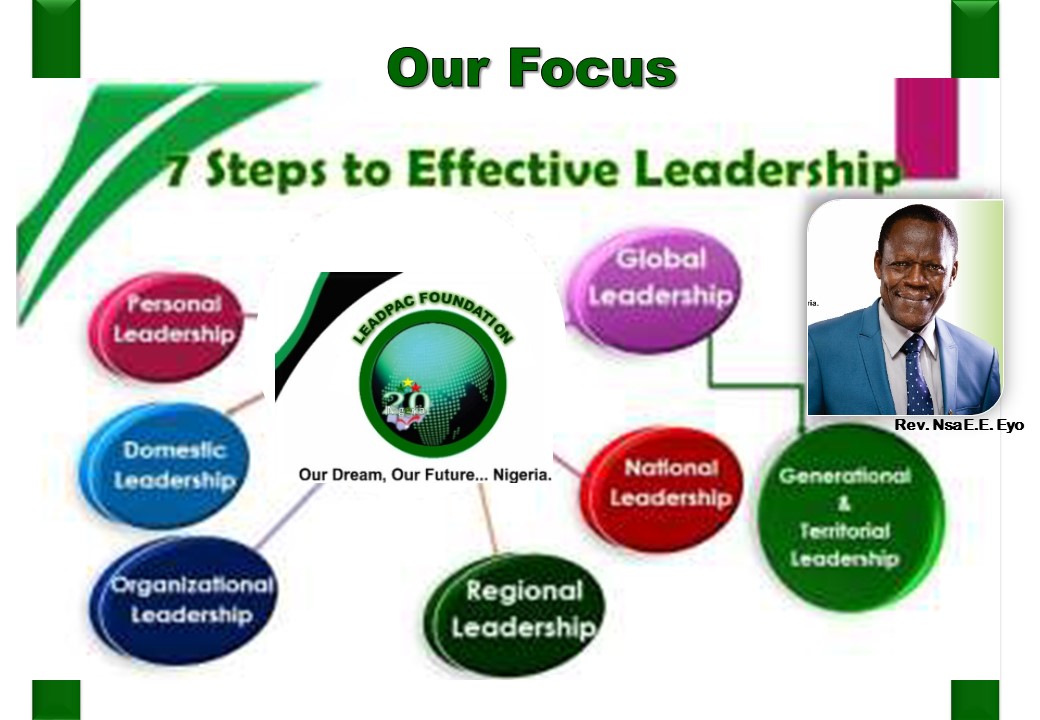 Our Focus
7 Steps to Effective Leadership
Personal
Leadership
Domestic
Leadership
Organizational
Leadership
LEADPAC FOUNDATION
20
Our Dream, Our Future... Nigeria.
Regional
Leadership
Global
Leadership
National
Leadership
Generational
&
Territorial
Leadership
ria.
Rev. Nsa E.E. Eyo